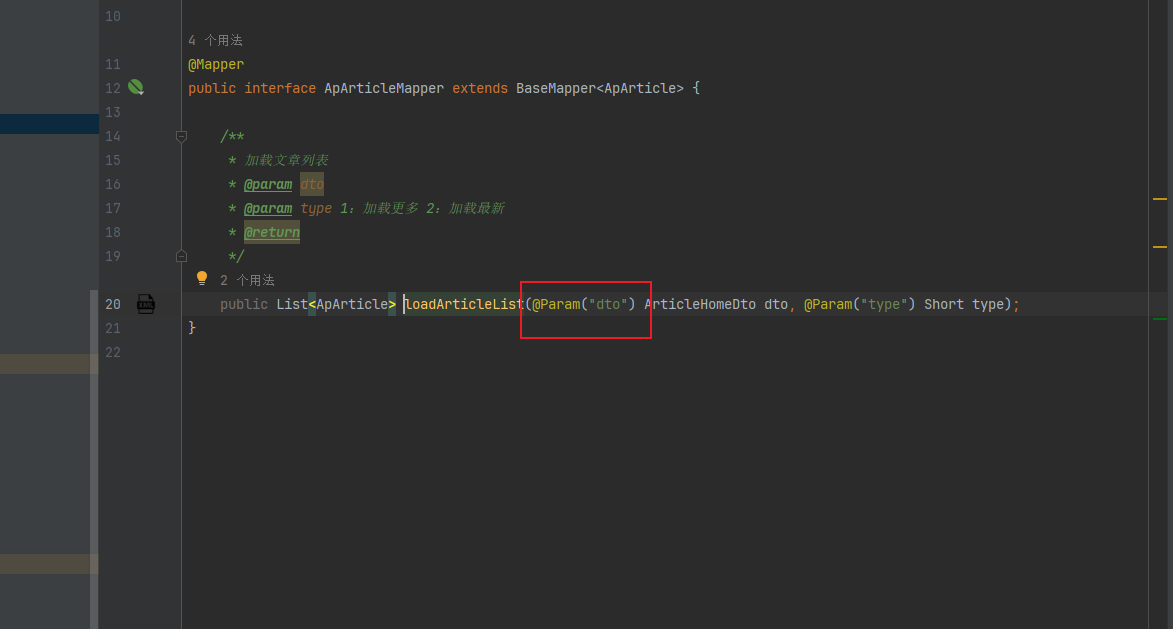 10
4 个用法
11 @Mapper
12 public interface ApArticleMapper extends BaseMapper<ApArticle> {
13
14 /**
15 * 加载文章列表
16 * @param dto
17 * @param type 1：加载更多 2：加载最新
18 * @return
19 */
2 个用法
20 public List<ApArticle> loadArticleList(@Param("dto") ArticleHomeDto dto, @Param("type") Short type);
21 }
22